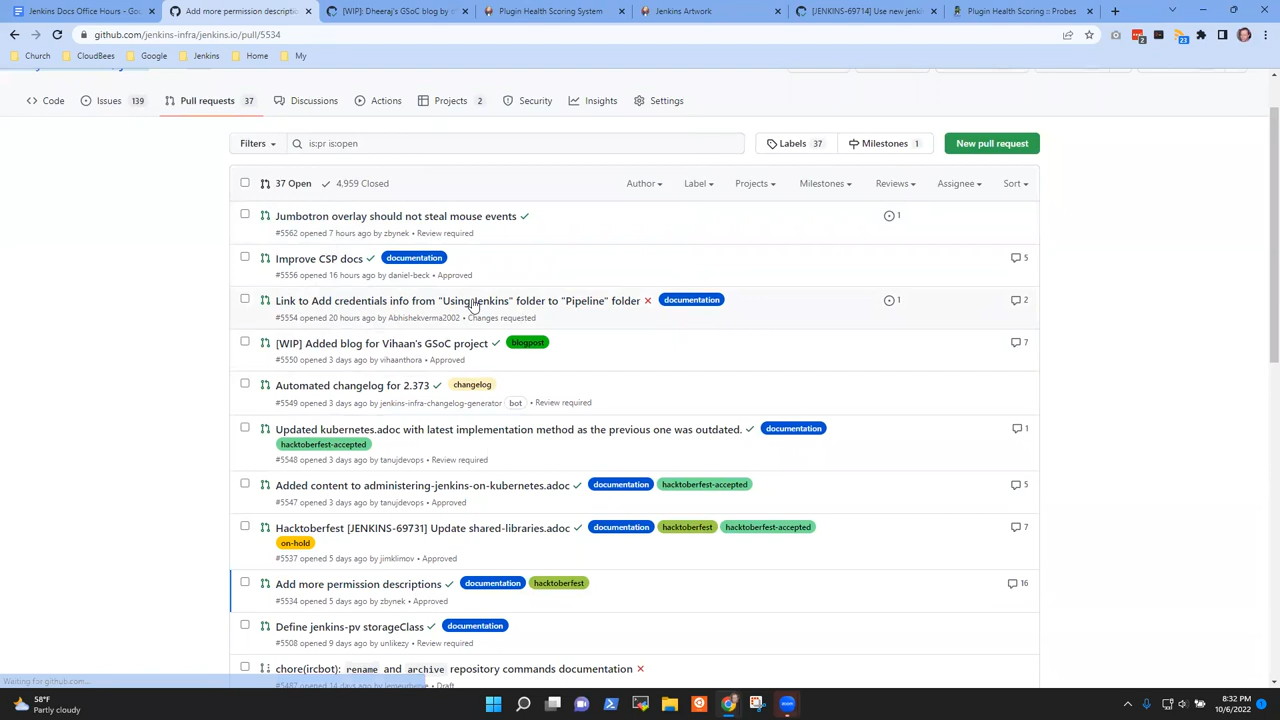 Jenkins Docs Office Hours - Goo
Add more permission descripti
[WIP]: Dheeraj's GSoC blog by c
Plugin Health Scoring System
Jenkins Artwork
[JENKINS-69714] Use new jenk
Plugin Health Scoring :: Probes
github.com/jenkins-infra/jenkins.io/pull/5534
2
23
Church
CloudBees
Google
Jenkins
Home
My
Code
Issues 139
Pull requests 37
Discussions
Actions
Projects 2
Security
Insights
Settings
Filters
is:pr is:open
Labels 37
Milestones 1
New pull request
37 Open
4,959 Closed
Author
Label
Projects
Milestones
Reviews
Assignee
Sort
Jumbotron overlay should not steal mouse events
1
#5562 opened 7 hours ago by zbynek • Review required
Improve CSP docs documentation
5
#5556 opened 16 hours ago by daniel-beck • Approved
Link to Add credentials info from "Using Jenkins" folder to "Pipeline" folder documentation
1
2
#5554 opened 20 hours ago by Abhishekverma2002 • Changes requested
[WIP] Added blog for Vihaan's GSoC project blogpost
7
#5550 opened 3 days ago by vihaanthora • Approved
Automated changelog for 2.373 changelog
#5549 opened 3 days ago by jenkins-infra-changelog-generator bot • Review required
Updated kubernetes.adoc with latest implementation method as the previous one was outdated. documentation
1
hacktoberfest-accepted
#5548 opened 3 days ago by tanujdevops • Review required
Added content to administering-jenkins-on-kubernetes.adoc documentation hacktoberfest-accepted
5
#5547 opened 3 days ago by tanujdevops • Approved
Hacktoberfest [JENKINS-69731] Update shared-libraries.adoc documentation hacktoberfest hacktoberfest-accepted
7
on-hold
#5537 opened 5 days ago by jimklimov • Approved
Add more permission descriptions documentation hacktoberfest
16
#5534 opened 5 days ago by zbynek • Approved
Define jenkins-pv storageClass documentation
#5508 opened 9 days ago by unlikezy • Review required
chore(ircbot): rename and archive repository commands documentation
#5487 opened 14 days ago by lemeurherve • Draft
Waiting for github.com...
58°F
Partly cloudy
8:32 PM
10/6/2022